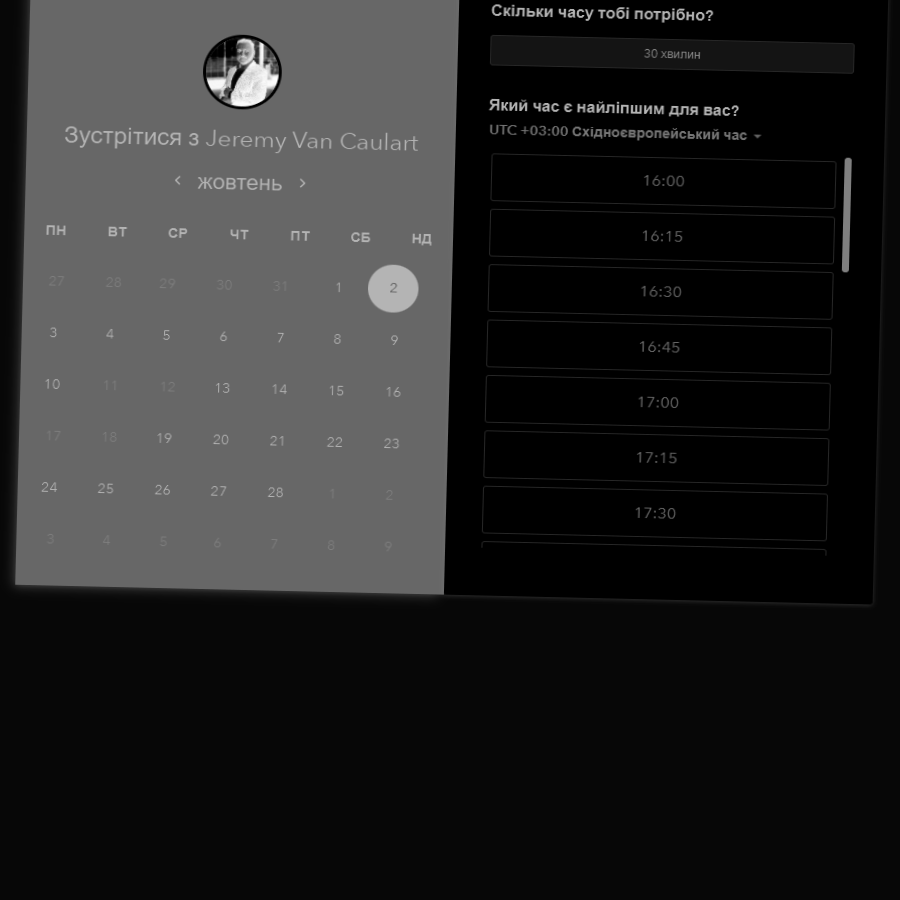 Зустрітися з Jeremy Van Caulart
жовтень
ПН ВТ СР ЧТ ПТ СБ НД
27 28 29 30 31 1 2
3 4 5 6 7 8 9
10 11 12 13 14 15 16
17 18 19 20 21 22 23
24 25 26 27 28 1 2
3 4 5 6 7 8 9
Скільки часу тобі потрібно?
30 хвилин
Який час є найліпшим для вас?
UTC +03:00 Східноєвропейський час
16:00
16:15
16:30
16:45
17:00
17:15
17:30